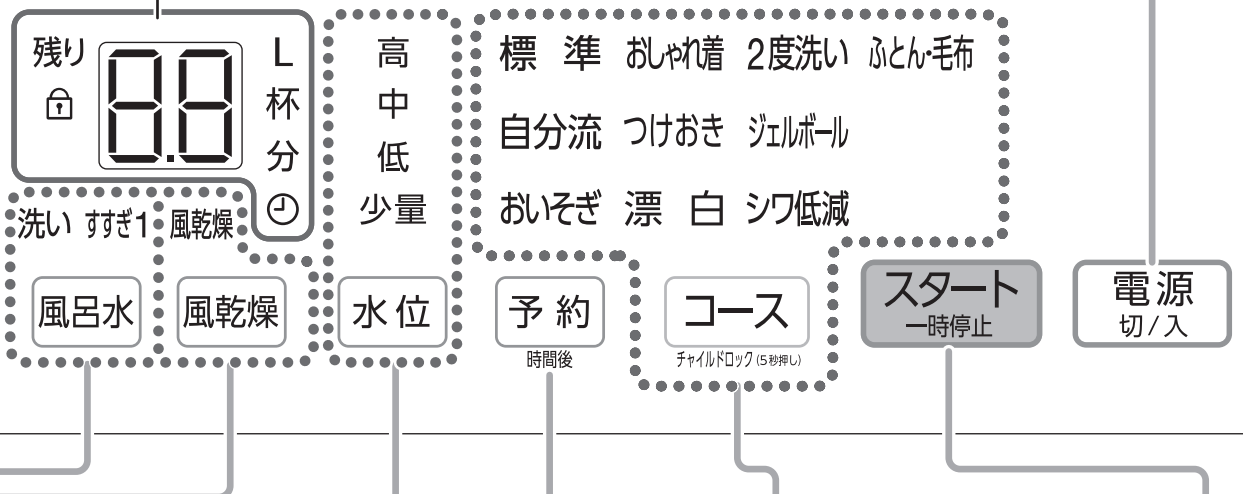 残り 8.8 L
杯
分
洗い すすぎ1 風乾燥
風呂水 風乾燥
高
中
低
少量
水位
標準 おしゃれ着 2度洗い ふとん・毛布
自分流 つけおき ジェルボール
おいそぎ 漂白 シワ低減
予約
時間後
コース
チャイルドロック(5秒押し)
スタート
一時停止
電源
切/入